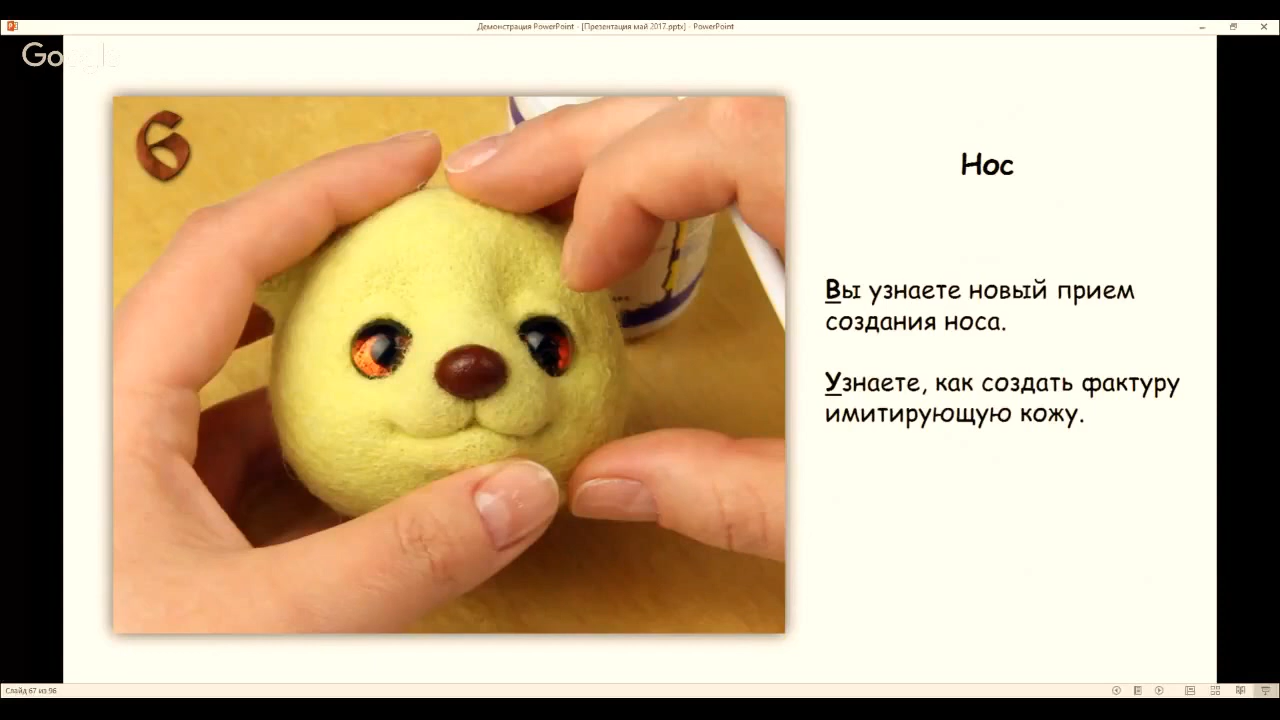 Демонстрация PowerPoint - [Презентация май 2017.pptx] - PowerPoint
Google
6
Нос
Вы узнаете новый прием
создания носа.
Узнаете, как создать фактуру
имитирующую кожу.
Слайд 67 из 96